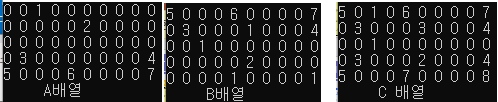 0 0 1 0 0 0 0 0 0 0
0 0 0 0 0 2 0 0 0 0
0 0 0 0 0 0 0 0 0 0
0 3 0 0 0 0 0 0 0 4
5 0 0 0 6 0 0 0 0 7
A배열
5 0 0 0 6 0 0 0 0 7
0 3 0 0 0 1 0 0 0 4
0 0 1 0 0 0 0 0 0 0
0 0 0 0 0 2 0 0 0 0
0 0 0 0 1 0 0 0 0 1
B배열
5 0 1 0 6 0 0 0 0 7
0 3 0 0 0 3 0 0 0 4
0 0 1 0 0 0 0 0 0 0
0 3 0 0 0 2 0 0 0 4
5 0 0 0 7 0 0 0 0 8
C 배열